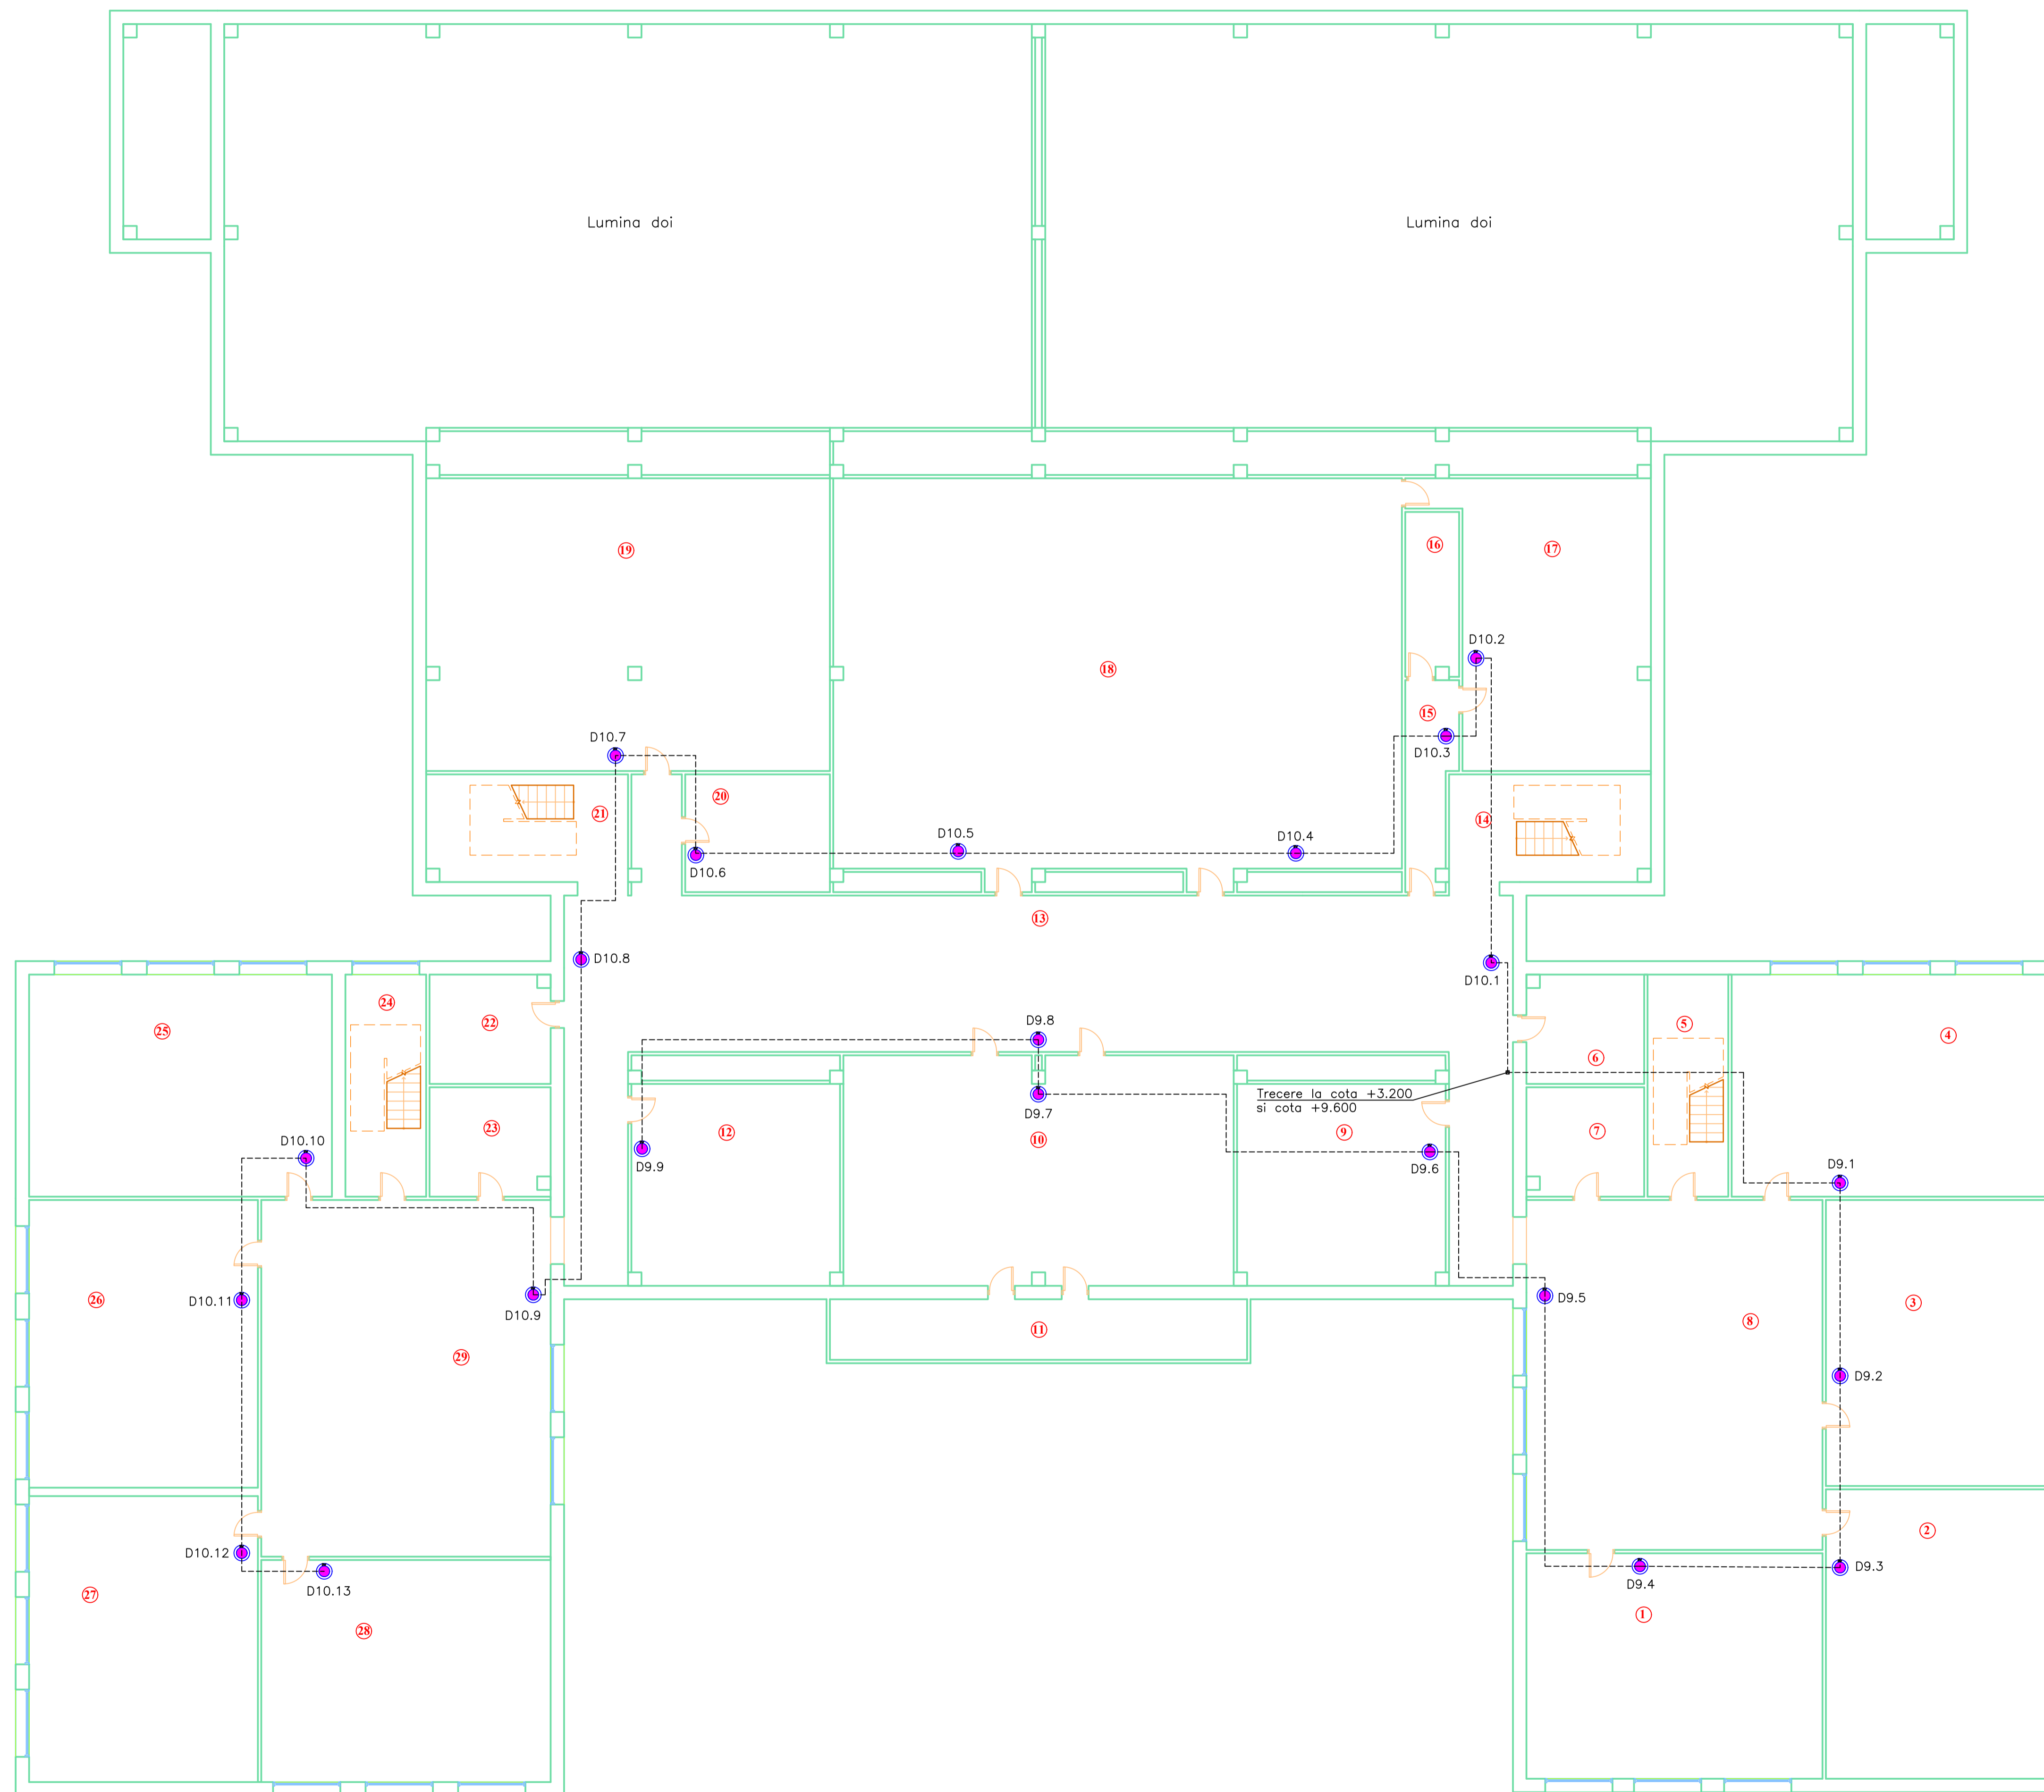 Lumina doi
Lumina doi
19
16
17
D10.2
18
15
D10.7
D10.3
20
21
14
D10.5
D10.4
D10.6
13
D10.8
D10.1
24
22
D9.8
5
25
4
6
Trecere la cota +3.200
si cota +9.600
D9.7
23
12
10
9
7
D10.10
D9.9
D9.6
D9.1
D10.11
26
D10.9
D9.5
3
11
8
29
D9.2
2
D10.12
D10.13
D9.4
D9.3
27
1
28